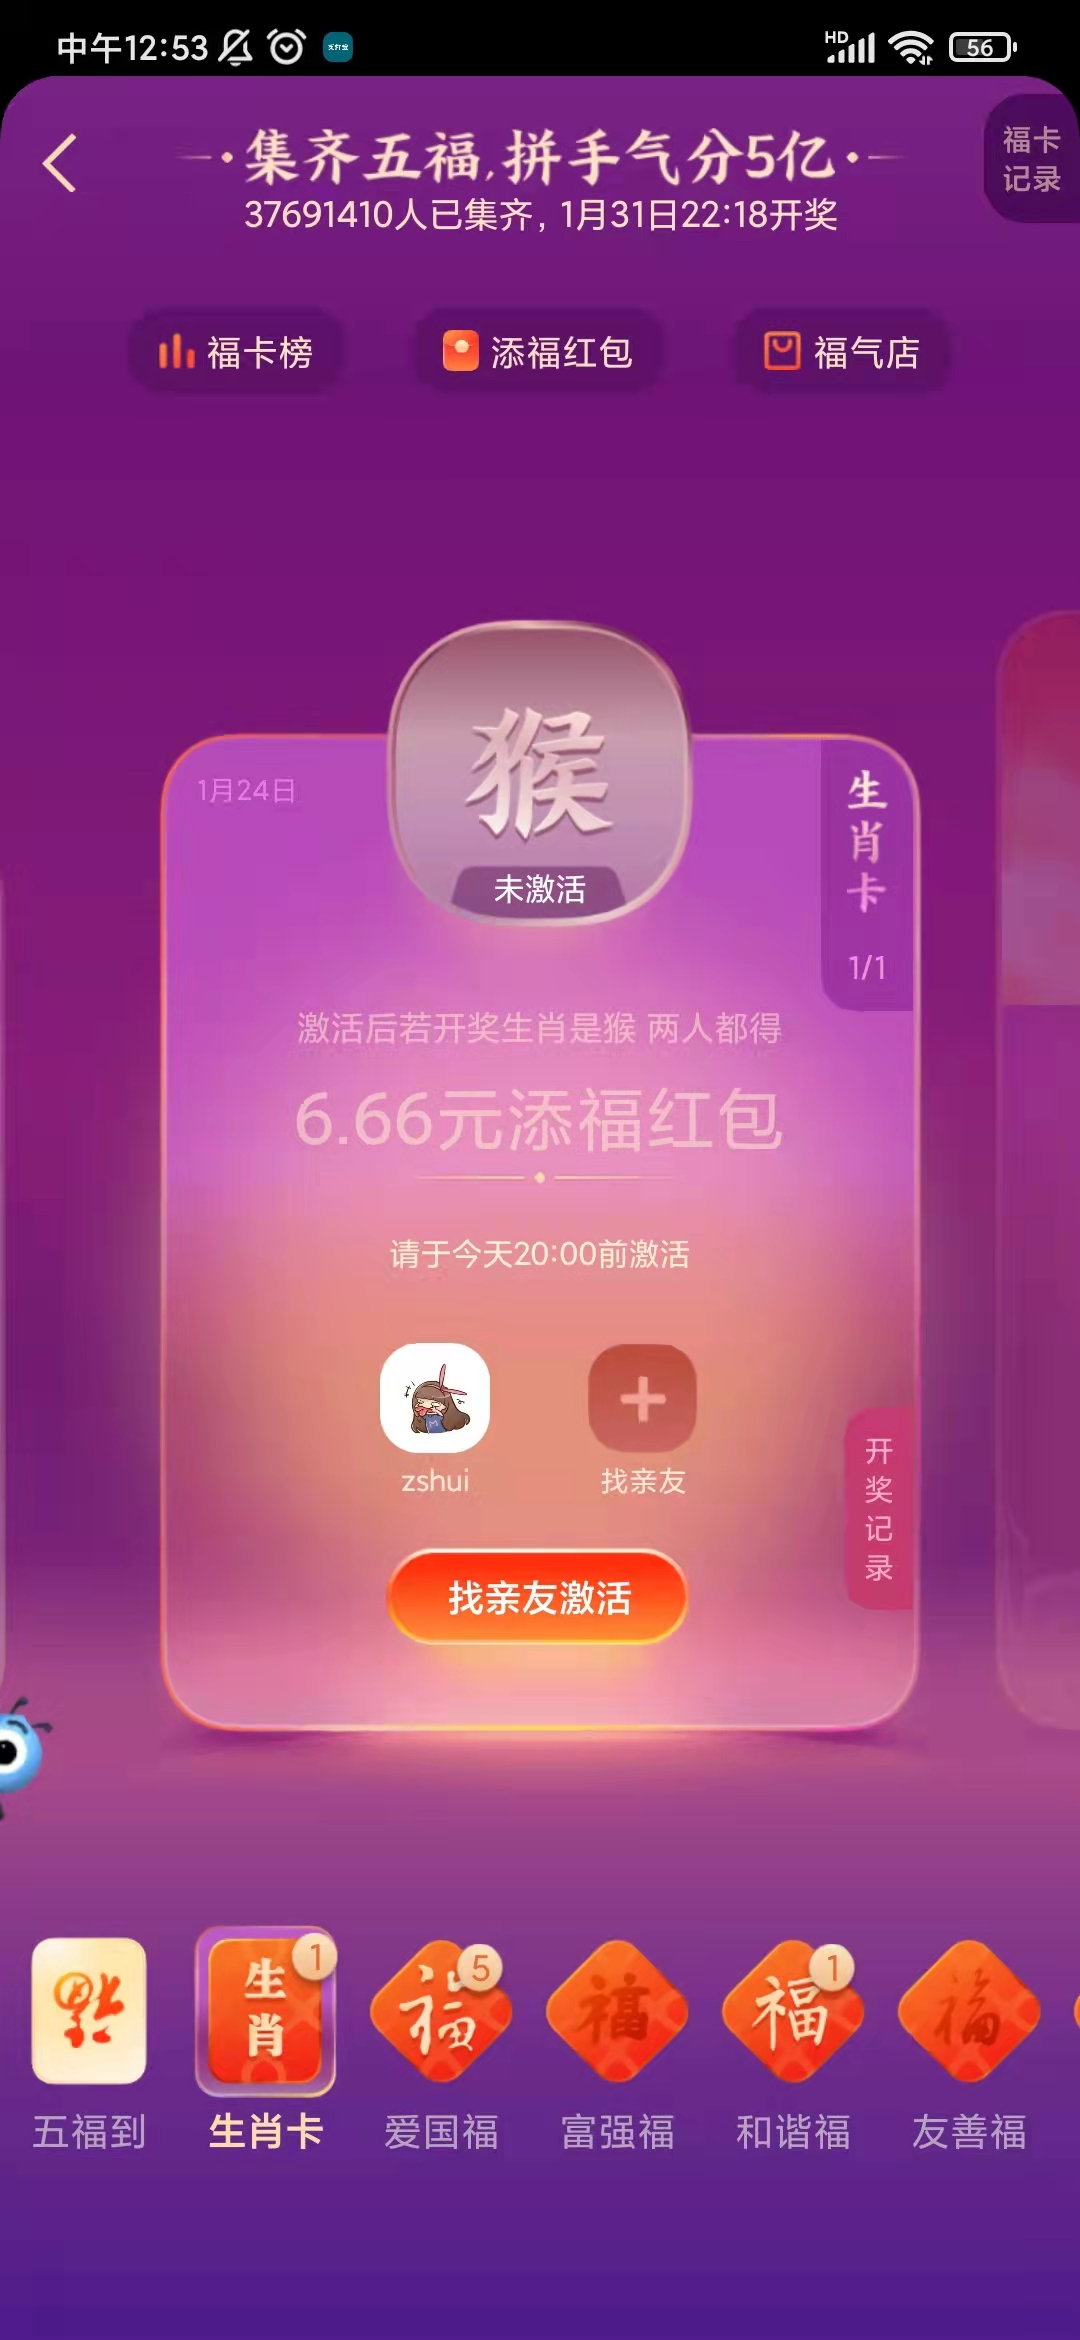 中午12:53
HD
56
集齐五福,拼手气分5亿
37691410人已集齐，1月31日22:18开奖
福卡
记录
福卡榜
添福红包
福气店
猴
未激活
1月24日
生肖卡
1/1
激活后若开奖生肖是猴 两人都得
6.66元添福红包
请于今天20:00前激活
zshui
找亲友
开奖记录
找亲友激活
福
生肖
1
福
5
福
福
1
福
五福到
生肖卡
爱国福
富强福
和谐福
友善福